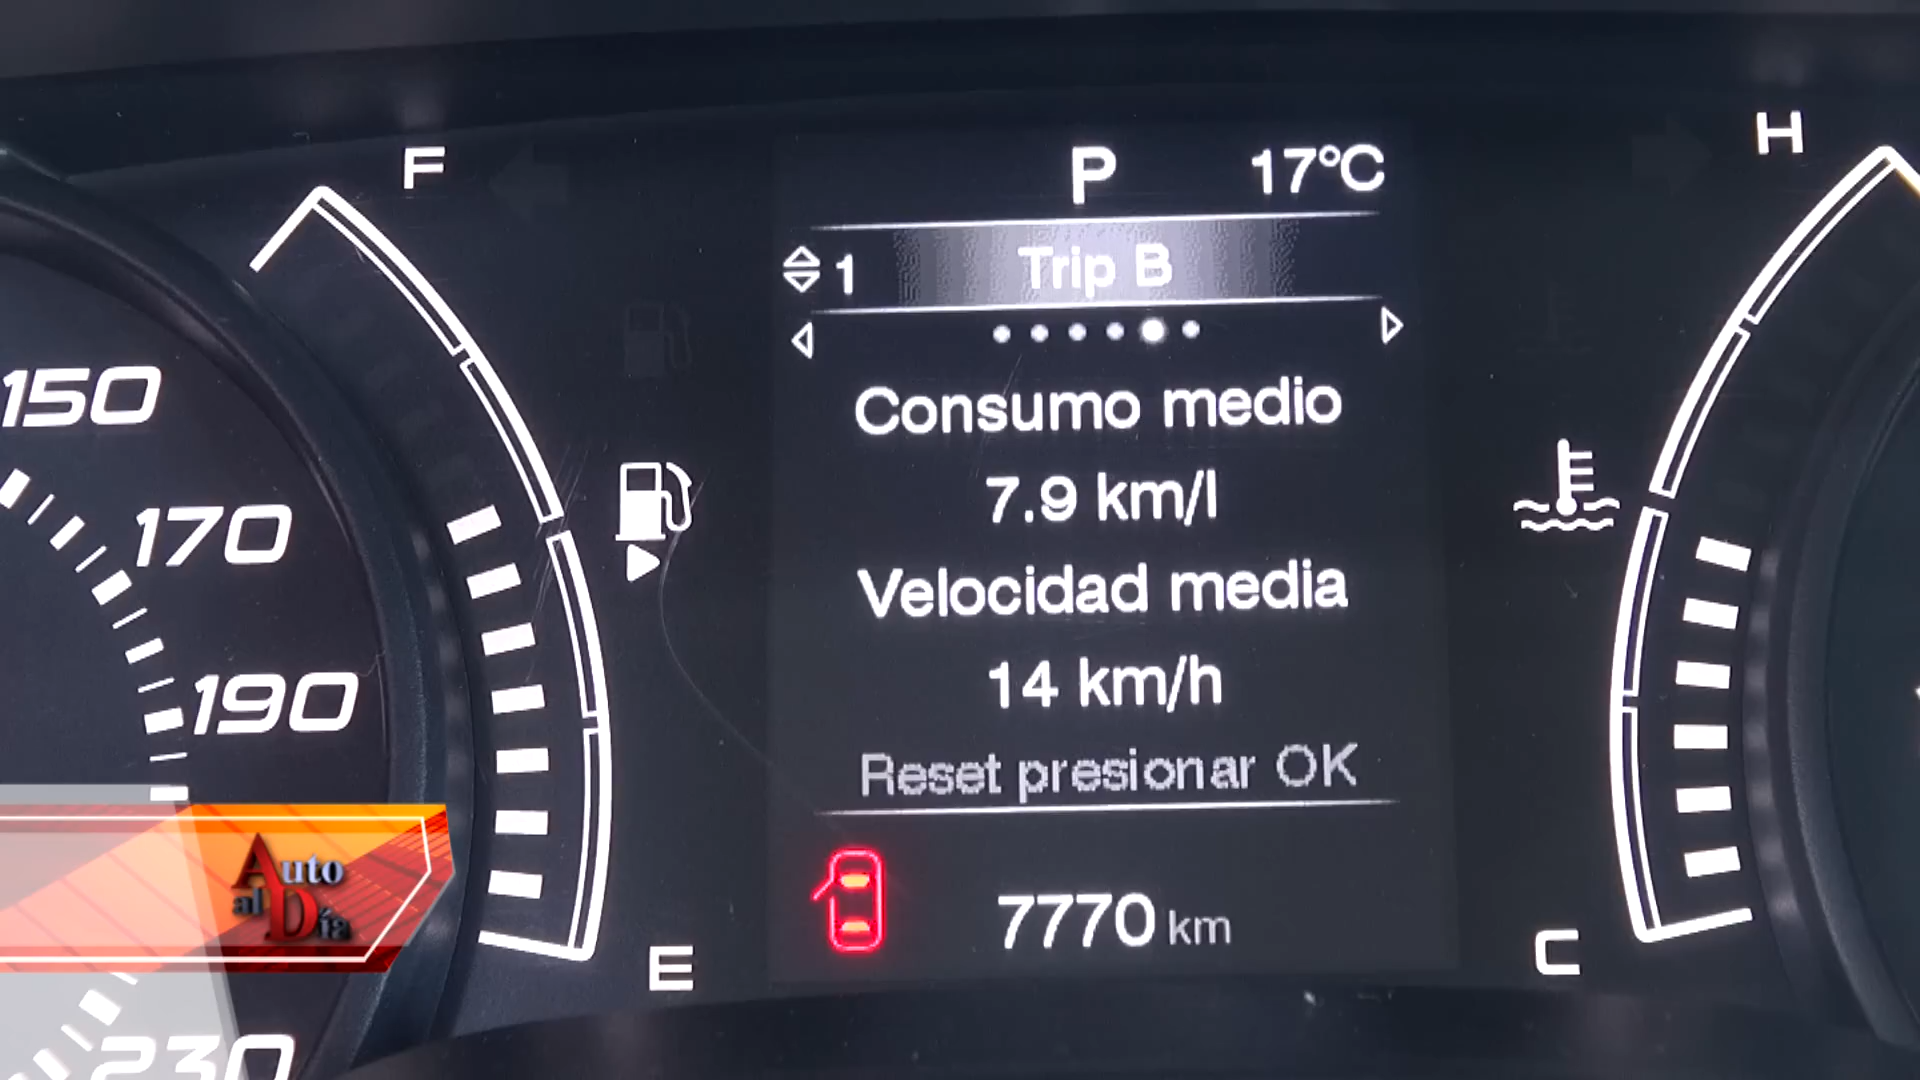 F
H
P 17°C
1 Trip B
Consumo medio
7.9 km/l
Velocidad media
14 km/h
Reset presionar OK
7770 km
E
C
150
170
190
230
Auto
al Día